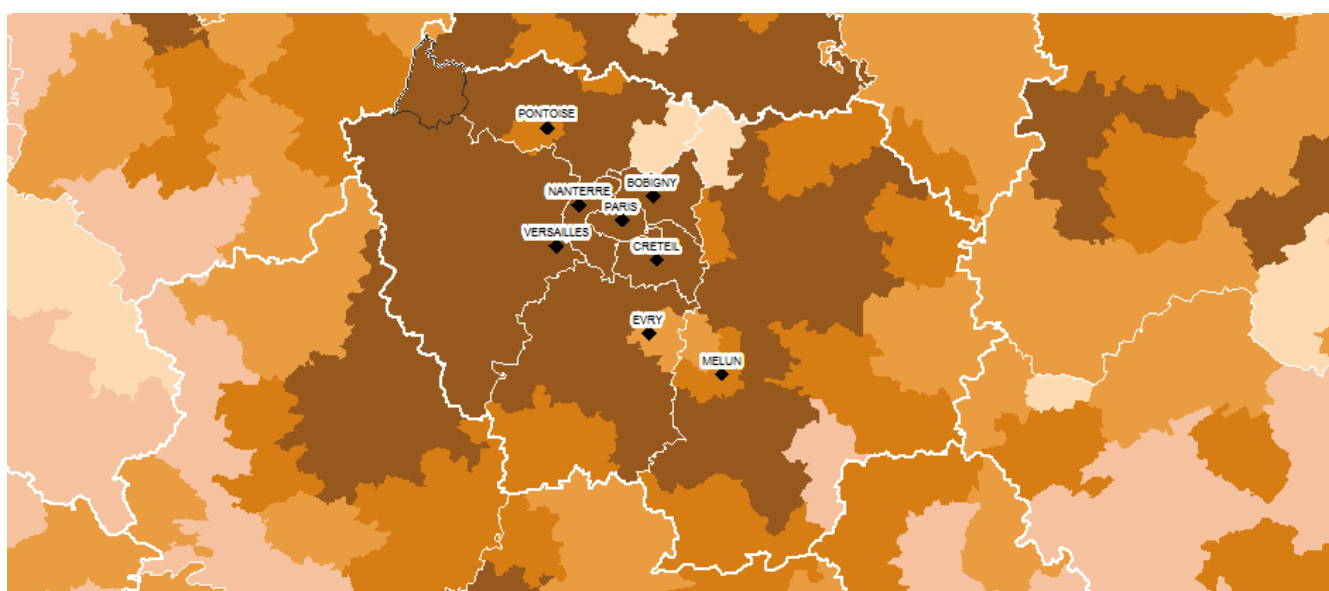 PONTOISE
BOBIGNY
NANTERRE
PARIS
VERSAILLES
CRETEIL
EVRY
MELUN